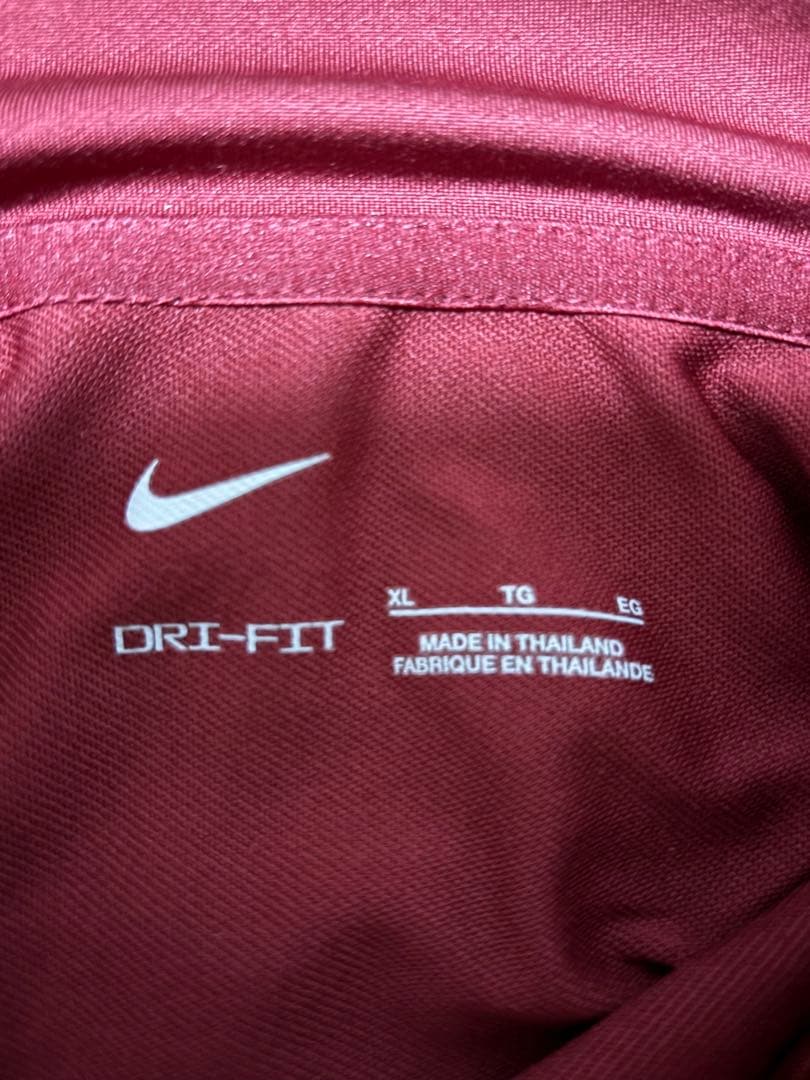 DRI-FIT
XL TG EG
MADE IN THAILAND
FABRIQUE EN THAILANDE